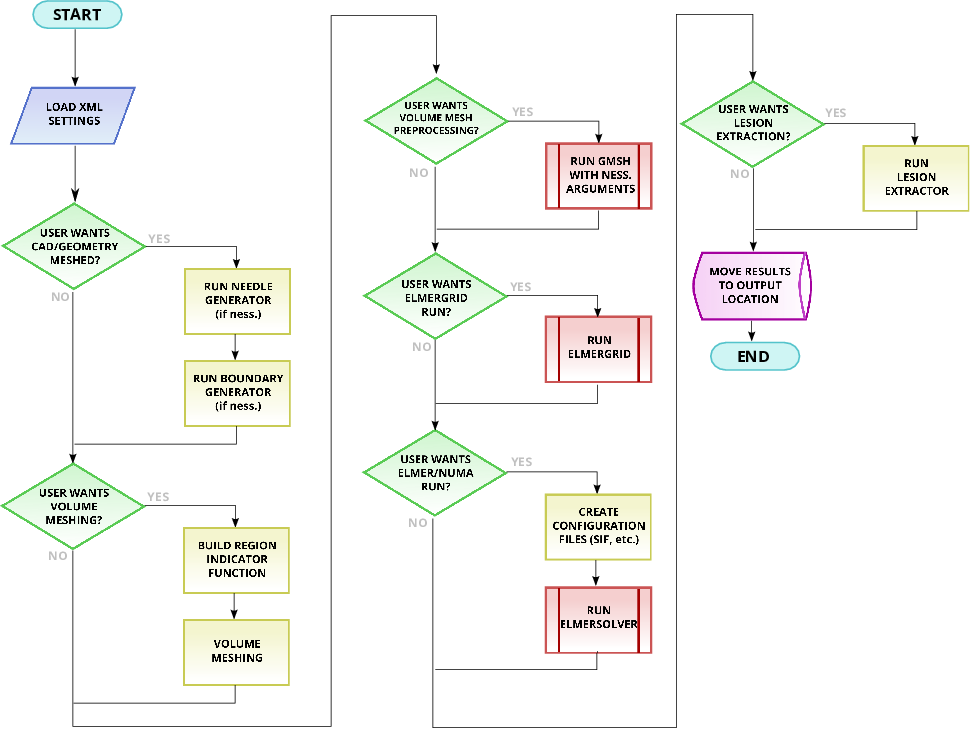 START
LOAD XML
SETTINGS
USER WANTS
CAD/GEOMETRY
MESHED?
YES
NO
RUN NEEDLE
GENERATOR
(if ness.)
RUN BOUNDARY
GENERATOR
(if ness.)
USER WANTS
VOLUME
MESHING?
YES
NO
BUILD REGION
INDICATOR
FUNCTION
VOLUME
MESHING
USER WANTS
VOLUME MESH
PREPROCESSING?
YES
NO
RUN GMSH
WITH NESS.
ARGUMENTS
USER WANTS
ELMERGRID
RUN?
YES
NO
RUN
ELMERGRID
USER WANTS
ELMER/NUMA
RUN?
YES
NO
CREATE
CONFIGURATION
FILES (SIF, etc.)
RUN
ELMERSOLVER
USER WANTS
LESION
EXTRACTION?
YES
NO
RUN
LESION
EXTRACTOR
MOVE RESULTS
TO OUTPUT
LOCATION
END